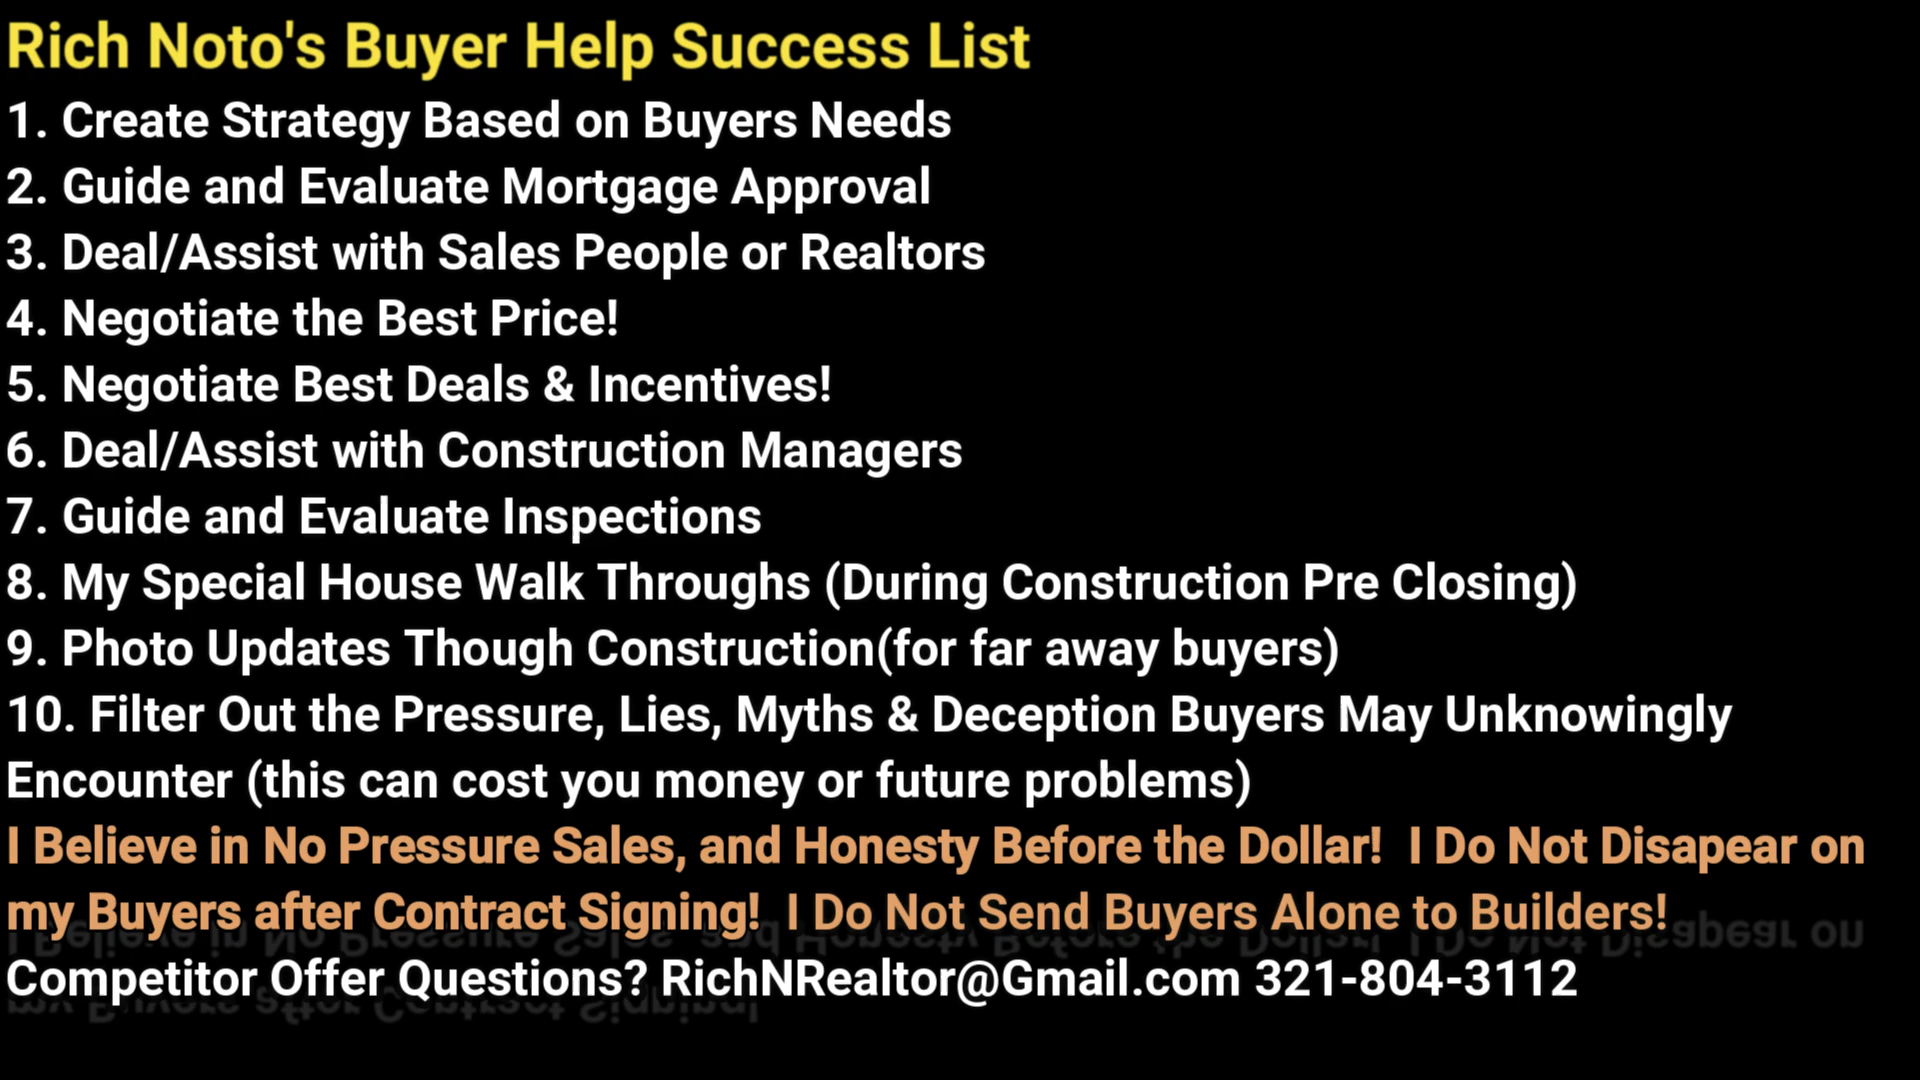 Rich Noto's Buyer Help Success List
1. Create Strategy Based on Buyers Needs
2. Guide and Evaluate Mortgage Approval
3. Deal/Assist with Sales People or Realtors
4. Negotiate the Best Price!
5. Negotiate Best Deals & Incentives!
6. Deal/Assist with Construction Managers
7. Guide and Evaluate Inspections
8. My Special House Walk Throughs (During Construction Pre Closing)
9. Photo Updates Though Construction(for far away buyers)
10. Filter Out the Pressure, Lies, Myths & Deception Buyers May Unknowingly
Encounter (this can cost you money or future problems)
I Believe in No Pressure Sales, and Honesty Before the Dollar!  I Do Not Disapear on
my Buyers after Contract Signing!  I Do Not Send Buyers Alone to Builders!
Competitor Offer Questions? RichNRealtor@Gmail.com 321-804-3112